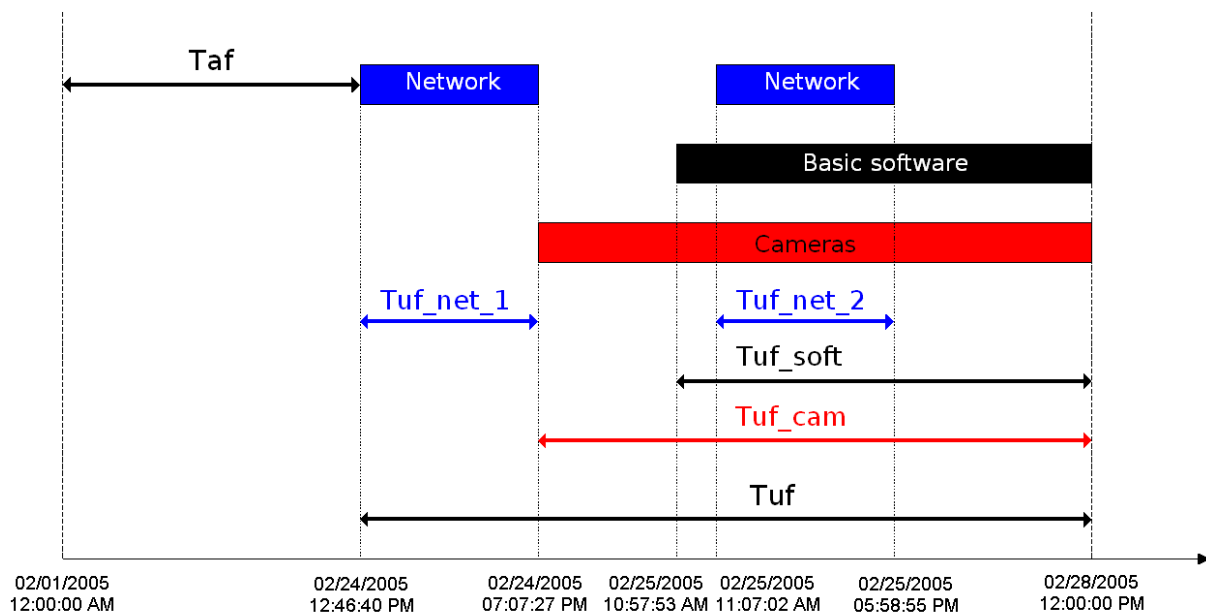 Taf
Network
Network
Basic software
Cameras
Tuf_net_1
Tuf_net_2
Tuf_soft
Tuf_cam
Tuf
02/01/2005
12:00:00 AM
02/24/2005
12:46:40 PM
02/24/2005
07:07:27 PM
02/25/2005
10:57:53 AM
02/25/2005
11:07:02 AM
02/25/2005
05:58:55 PM
02/28/2005
12:00:00 PM